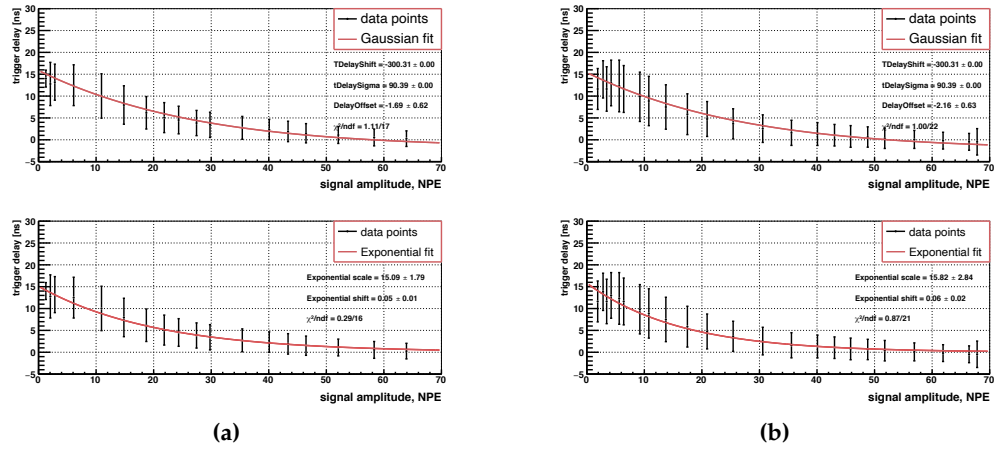 30
25
20
15
10
5
0
−5
trigger delay [ns]
data points
Gaussian fit
TDelayShift = -300.31 ± 0.00
tDelaySigma = 90.39 ± 0.00
DelayOffset = -1.69 ± 0.62
χ²/ndf = 1.11/17
0 10 20 30 40 50 60 70
signal amplitude, NPE
30
25
20
15
10
5
0
−5
trigger delay [ns]
data points
Exponential fit
Exponential scale = 15.09 ± 1.79
Exponential shift = 0.05 ± 0.01
χ²/ndf = 0.29/16
0 10 20 30 40 50 60 70
signal amplitude, NPE
(a)
30
25
20
15
10
5
0
−5
trigger delay [ns]
data points
Gaussian fit
TDelayShift = -300.31 ± 0.00
tDelaySigma = 90.39 ± 0.00
DelayOffset = -2.16 ± 0.63
χ²/ndf = 1.00/22
0 10 20 30 40 50 60 70
signal amplitude, NPE
30
25
20
15
10
5
0
−5
trigger delay [ns]
data points
Exponential fit
Exponential scale = 15.82 ± 2.84
Exponential shift = 0.06 ± 0.02
χ²/ndf = 0.87/21
0 10 20 30 40 50 60 70
signal amplitude, NPE
(b)